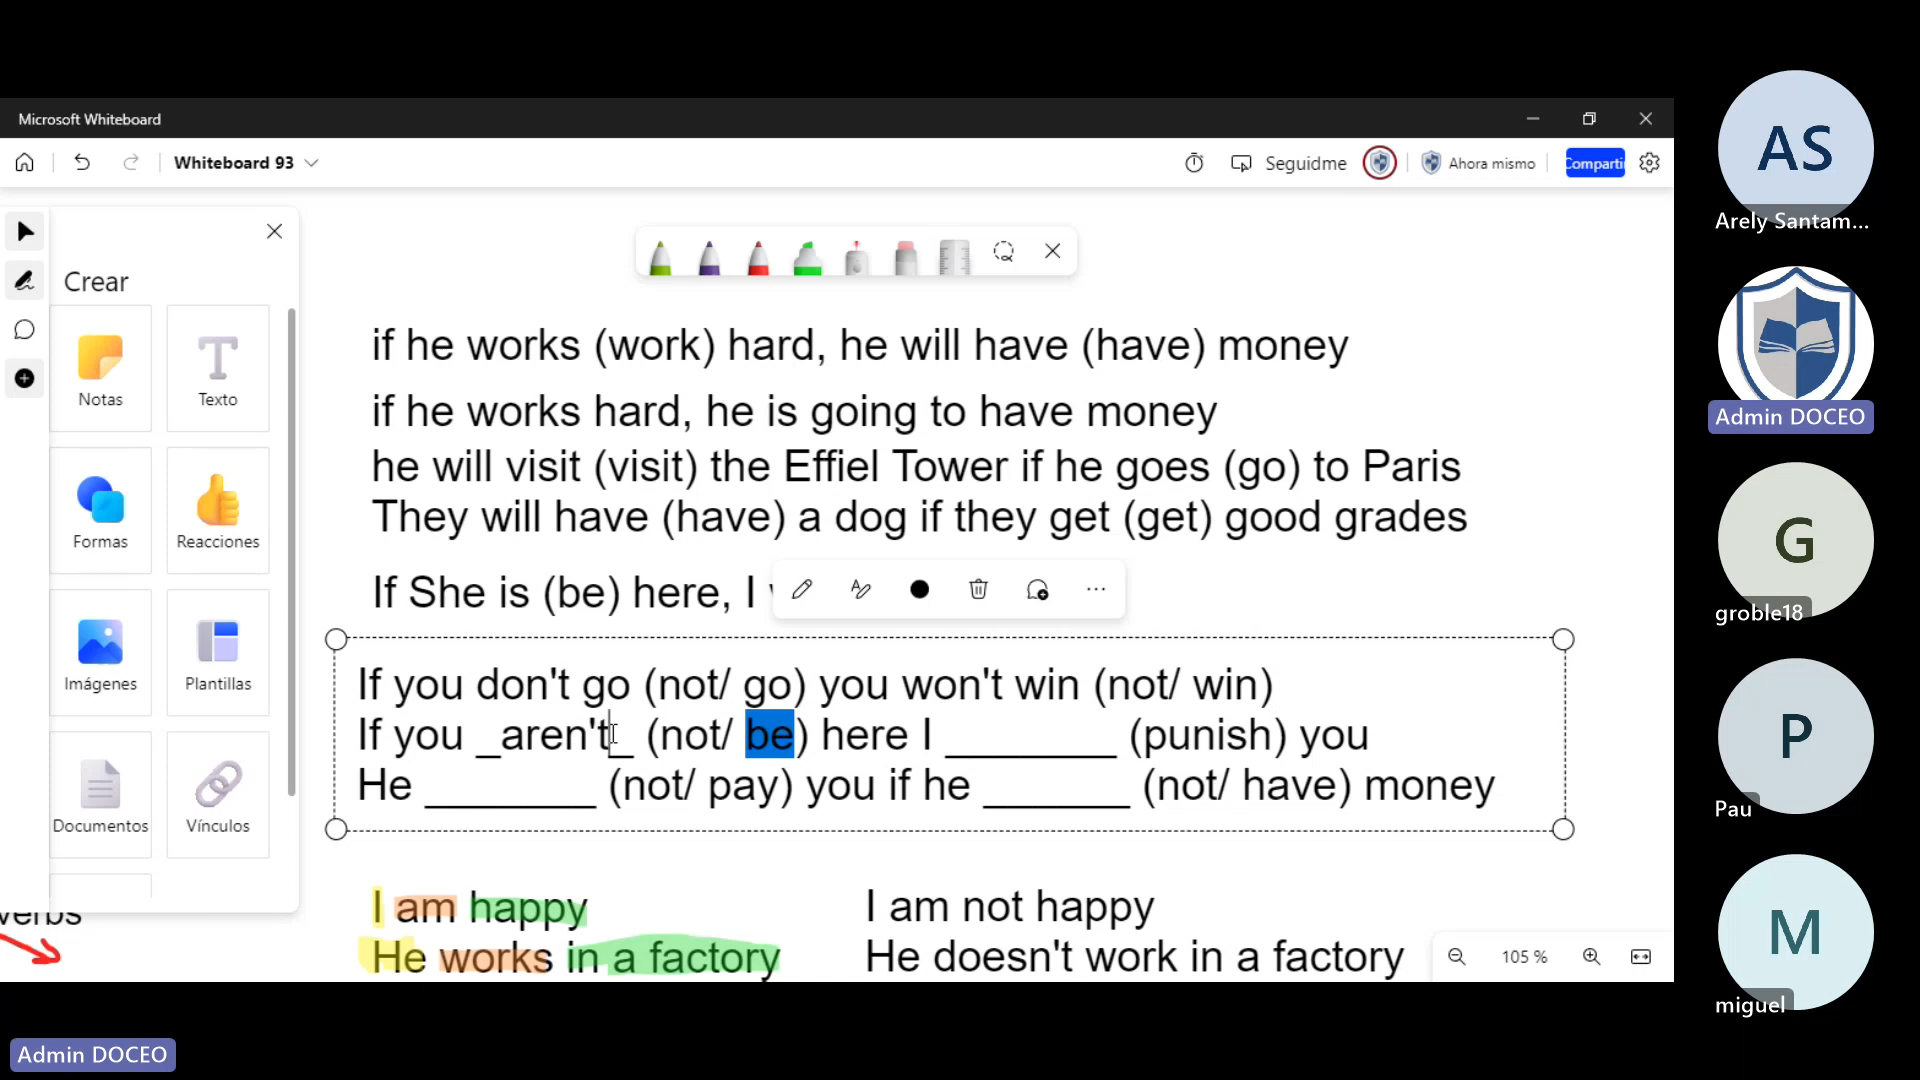 Microsoft Whiteboard
Whiteboard 93
Seguidme
Ahora mismo
Comparti
Crear
Notas
Texto
Formas
Reacciones
Imágenes
Plantillas
Documentos
Vínculos
if he works (work) hard, he will have (have) money
if he works hard, he is going to have money
he will visit (visit) the Effiel Tower if he goes (go) to Paris
They will have (have) a dog if they get (get) good grades
If She is (be) here, I
If you don't go (not/ go) you won't win (not/ win)
If you _aren't_ (not/ be) here I _______ (punish) you
He _______ (not/ pay) you if he ______ (not/ have) money
verbs
I am happy
He works in a factory
I am not happy
He doesn't work in a factory
105 %
AS
Arely Santam...
Admin DOCEO
G
groble18
P
Pau
M
miguel
Admin DOCEO